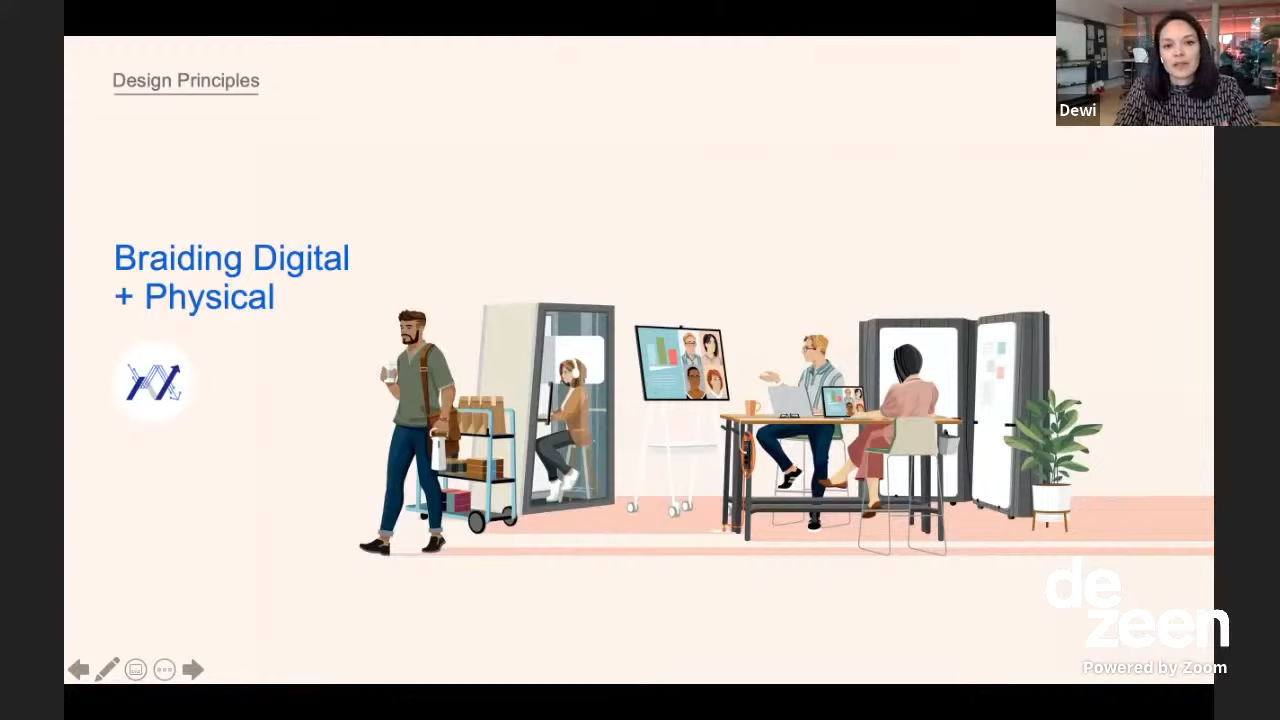 Design Principles
Dewi
Braiding Digital
+ Physical
de
zeen
Powered by Zoom